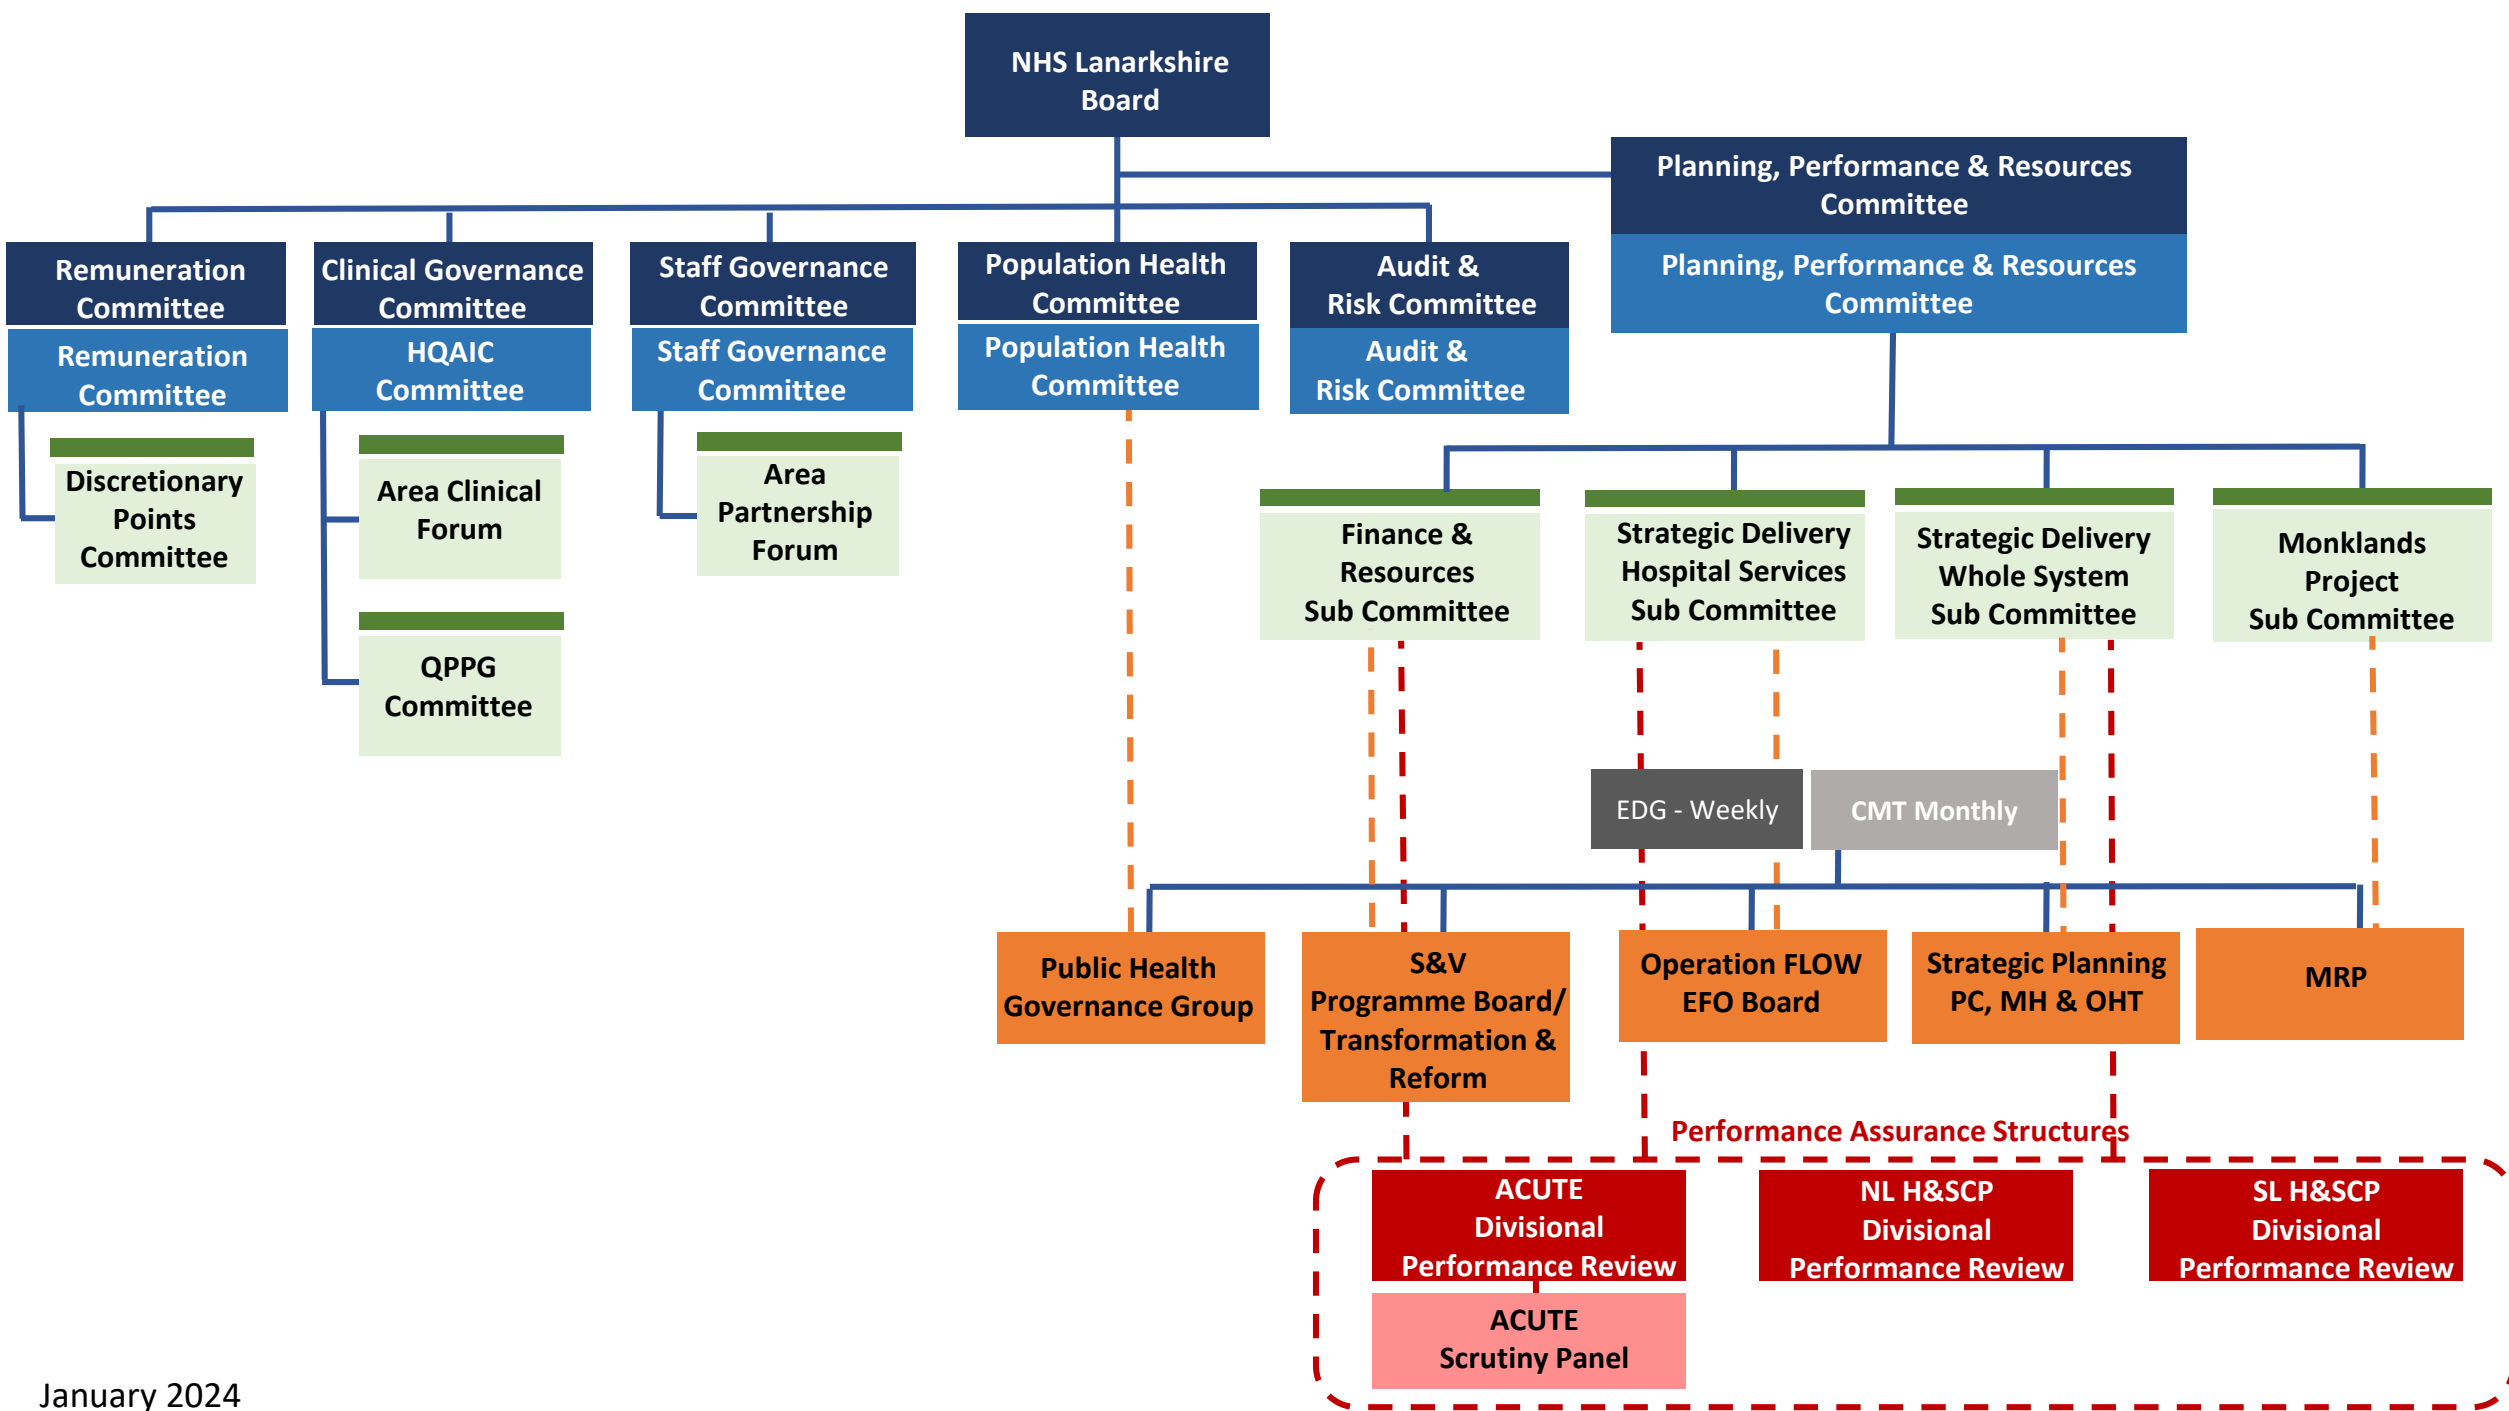 NHS Lanarkshire
Board
Planning, Performance & Resources
Committee
Planning, Performance & Resources
Committee
Remuneration
Committee
Remuneration
Committee
Clinical Governance
Committee
HQAIC
Committee
Staff Governance
Committee
Staff Governance
Committee
Population Health
Committee
Population Health
Committee
Audit &
Risk Committee
Audit &
Risk Committee
Discretionary
Points
Committee
Area Clinical
Forum
QPPG
Committee
Area
Partnership
Forum
Finance &
Resources
Sub Committee
Strategic Delivery
Hospital Services
Sub Committee
Strategic Delivery
Whole System
Sub Committee
Monklands
Project
Sub Committee
EDG - Weekly
CMT Monthly
Public Health
Governance Group
S&V
Programme Board/
Transformation &
Reform
Operation FLOW
EFO Board
Strategic Planning
PC, MH & OHT
MRP
Performance Assurance Structures
ACUTE
Divisional
Performance Review
NL H&SCP
Divisional
Performance Review
SL H&SCP
Divisional
Performance Review
ACUTE
Scrutiny Panel
January 2024